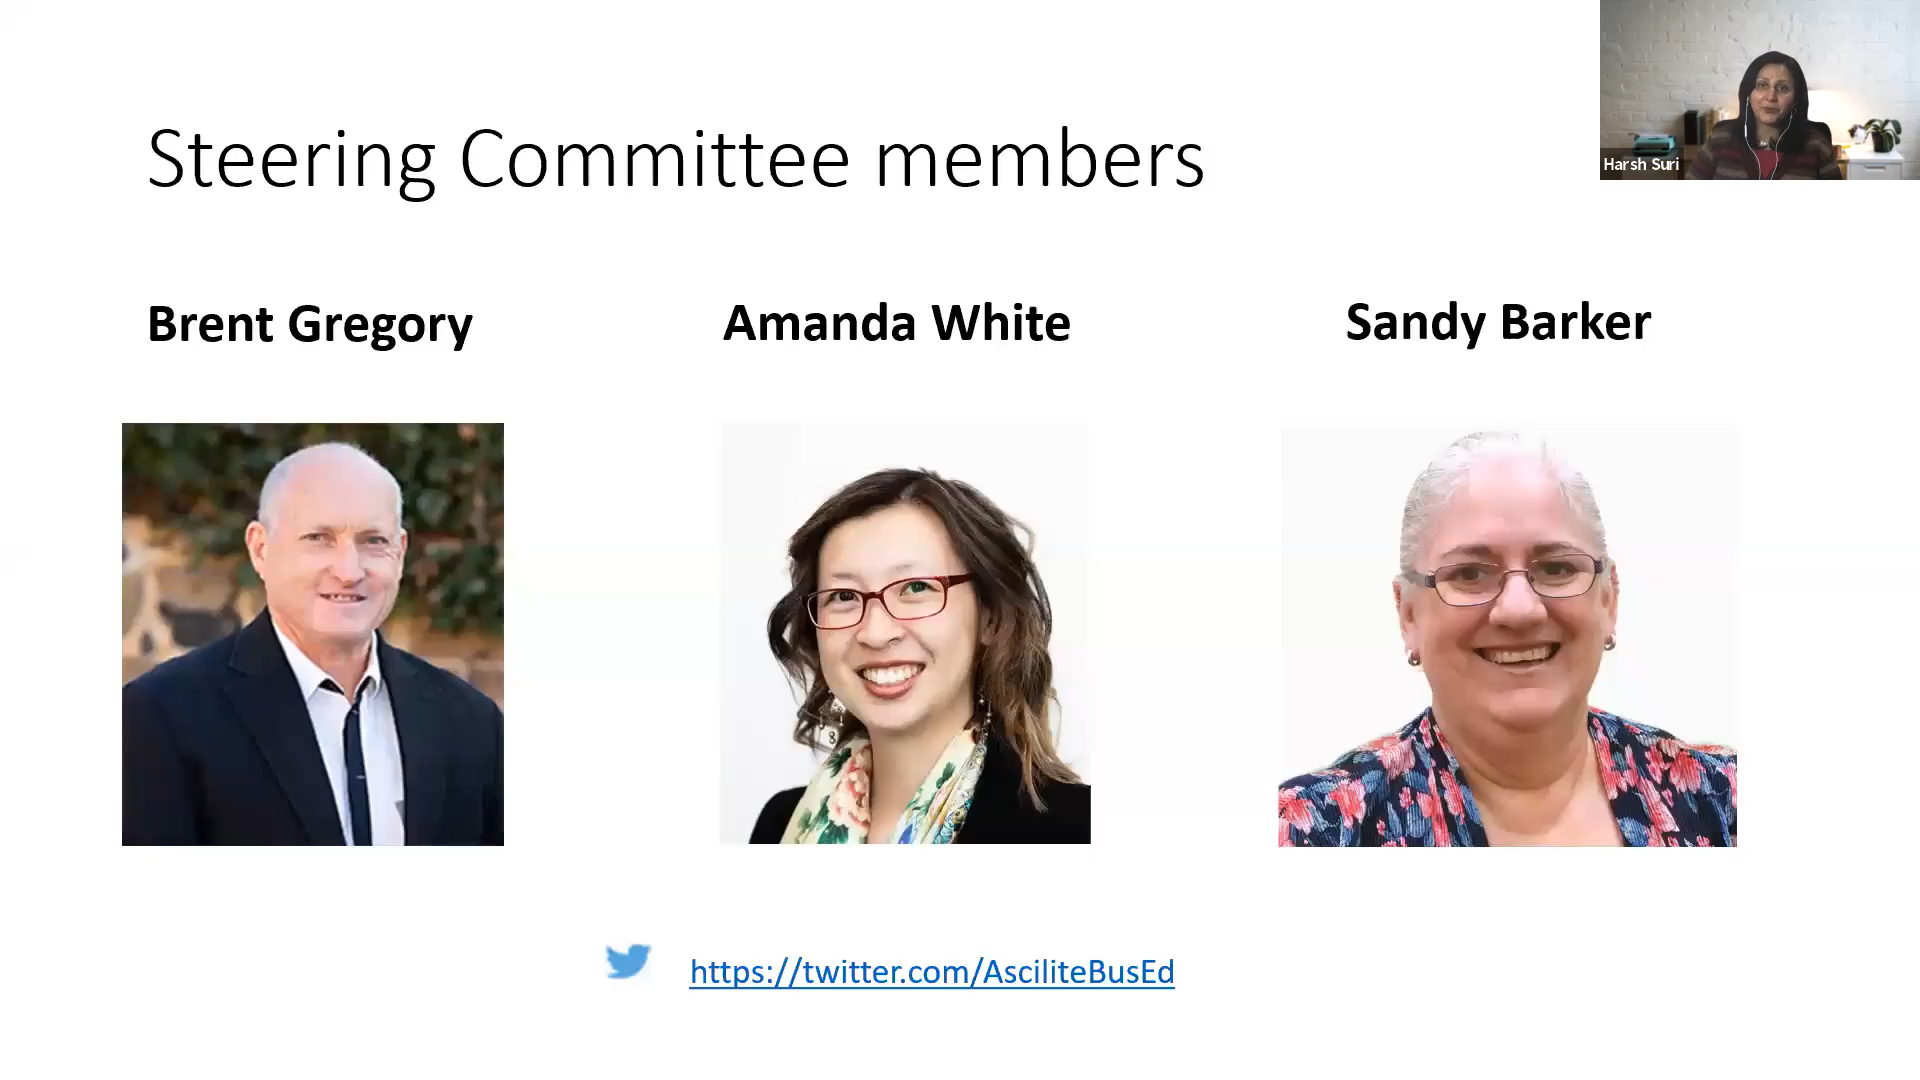 Steering Committee members
Harsh Suri
Brent Gregory
Amanda White
Sandy Barker
https://twitter.com/AsciliteBusEd